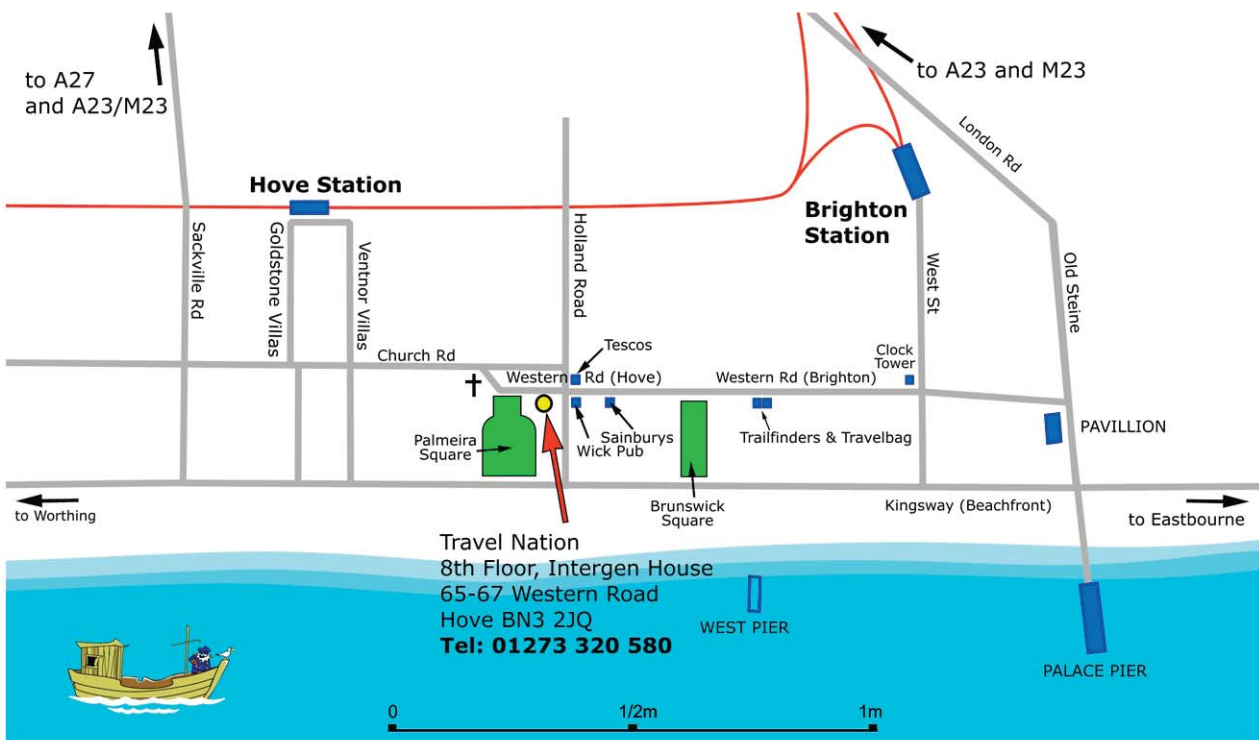 to A27
and A23/M23
to A23 and M23
London Rd
Hove Station
Brighton
Station
Sackville Rd
Goldstone Villas
Ventnor Villas
Holland Road
West St
Old Steine
Church Rd
Tescos
Clock
Tower
Western Rd (Hove)
Western Rd (Brighton)
Palmeira
Square
Sainburys
Wick Pub
Trailfinders & Travelbag
PAVILLION
Brunswick
Square
Kingsway (Beachfront)
to Worthing
to Eastbourne
Travel Nation
8th Floor, Intergen House
65-67 Western Road
Hove BN3 2JQ
Tel: 01273 320 580
WEST PIER
PALACE PIER
0
1/2m
1m